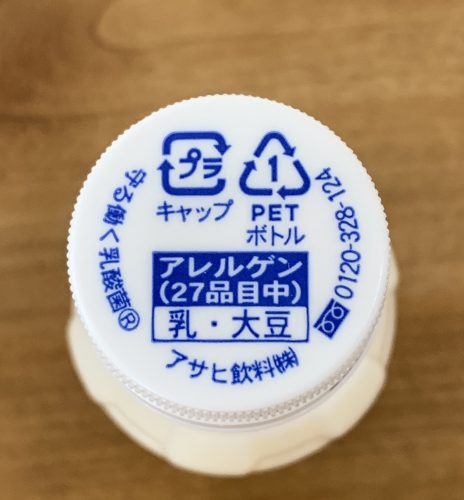 プラ
キャップ
1
PET
ボトル
守る働く乳酸菌®
0120-328-124
アレルゲン
(27品目中)
乳・大豆
アサヒ飲料㈱